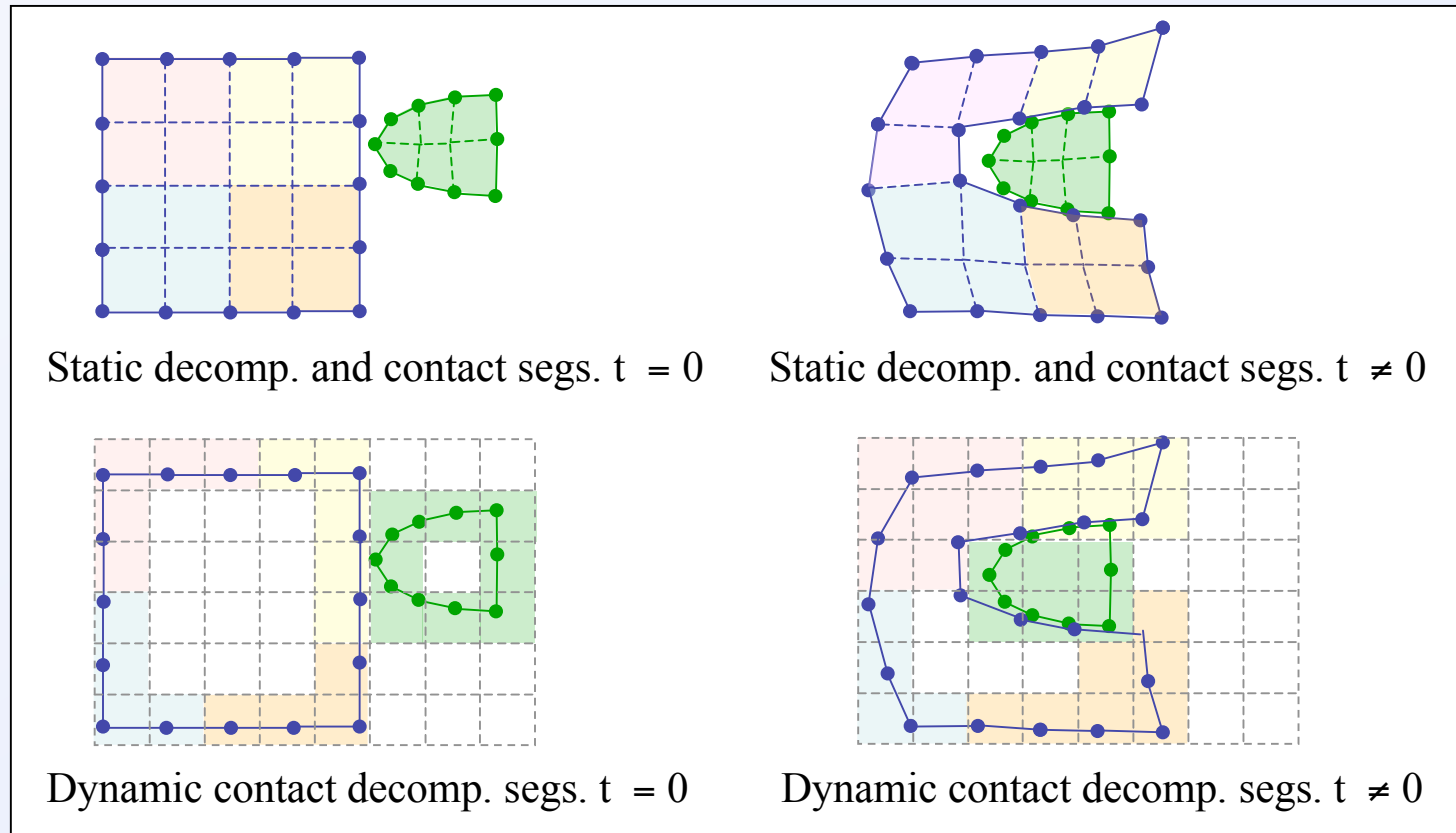 Static decomp. and contact segs. t = 0
Static decomp. and contact segs. t ≠ 0
Dynamic contact decomp. segs. t = 0
Dynamic contact decomp. segs. t ≠ 0